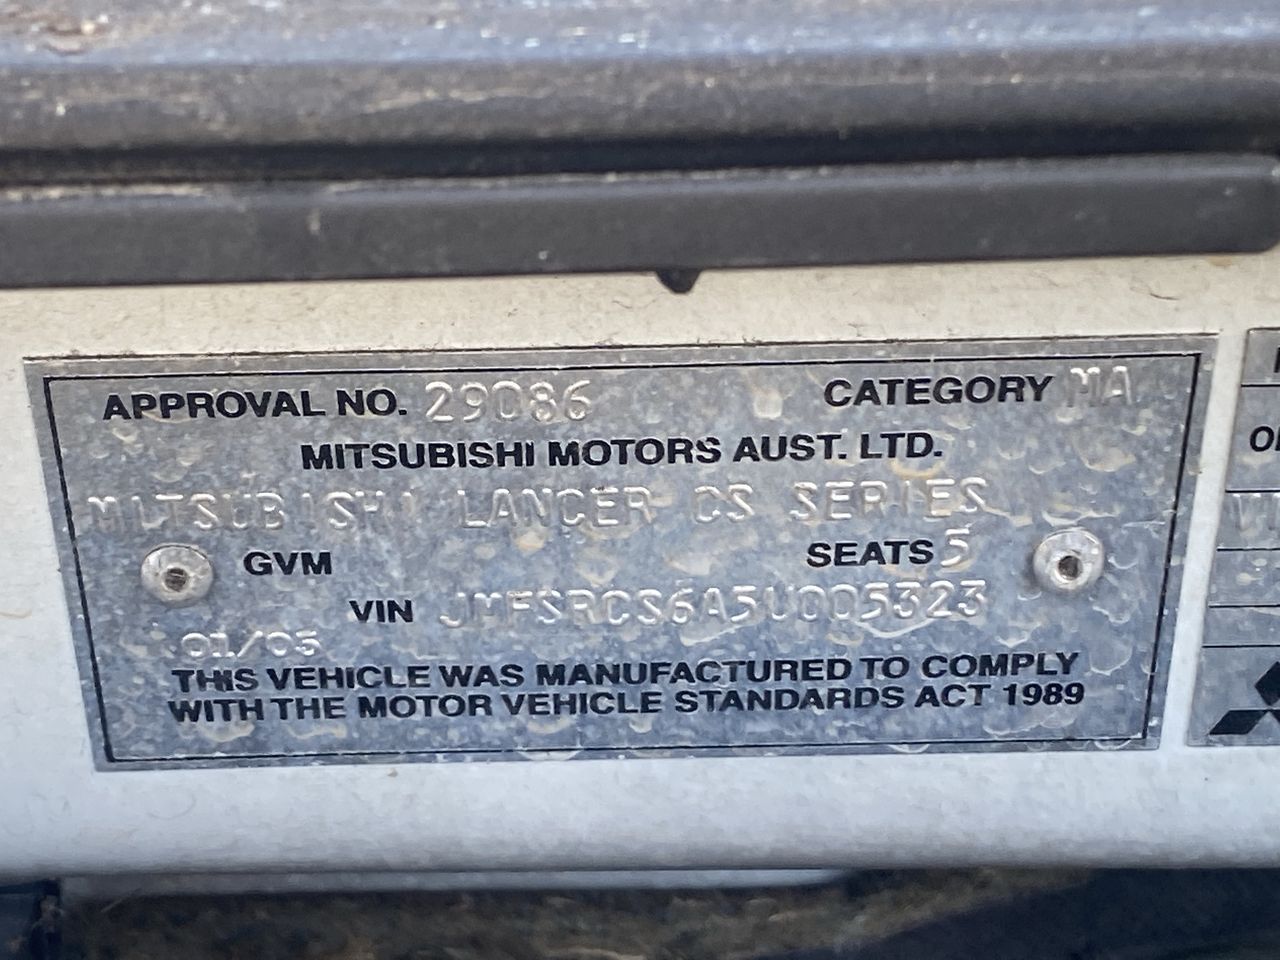 APPROVAL NO. 29086 CATEGORY MA
MITSUBISHI MOTORS AUST. LTD.
MITSUBISHI LANCER CS SERIES
GVM SEATS 5
VIN JMFSRCS6A5U005323
01/05
THIS VEHICLE WAS MANUFACTURED TO COMPLY
WITH THE MOTOR VEHICLE STANDARDS ACT 1989